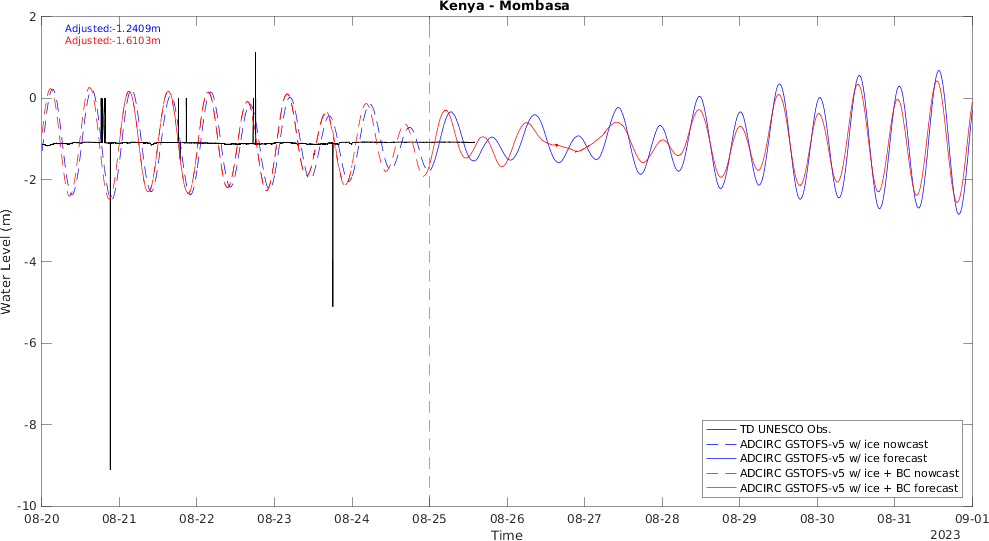 Kenya - Mombasa
Adjusted:-1.2409m
Adjusted:-1.6103m
2
0
-2
-4
-6
-8
-10
Water Level (m)
TD UNESCO Obs.
ADCIRC GSTOFS-v5 w/ ice nowcast
ADCIRC GSTOFS-v5 w/ ice forecast
ADCIRC GSTOFS-v5 w/ ice + BC nowcast
ADCIRC GSTOFS-v5 w/ ice + BC forecast
08-20 08-21 08-22 08-23 08-24 08-25 08-26 08-27 08-28 08-29 08-30 08-31 09-01
Time
2023